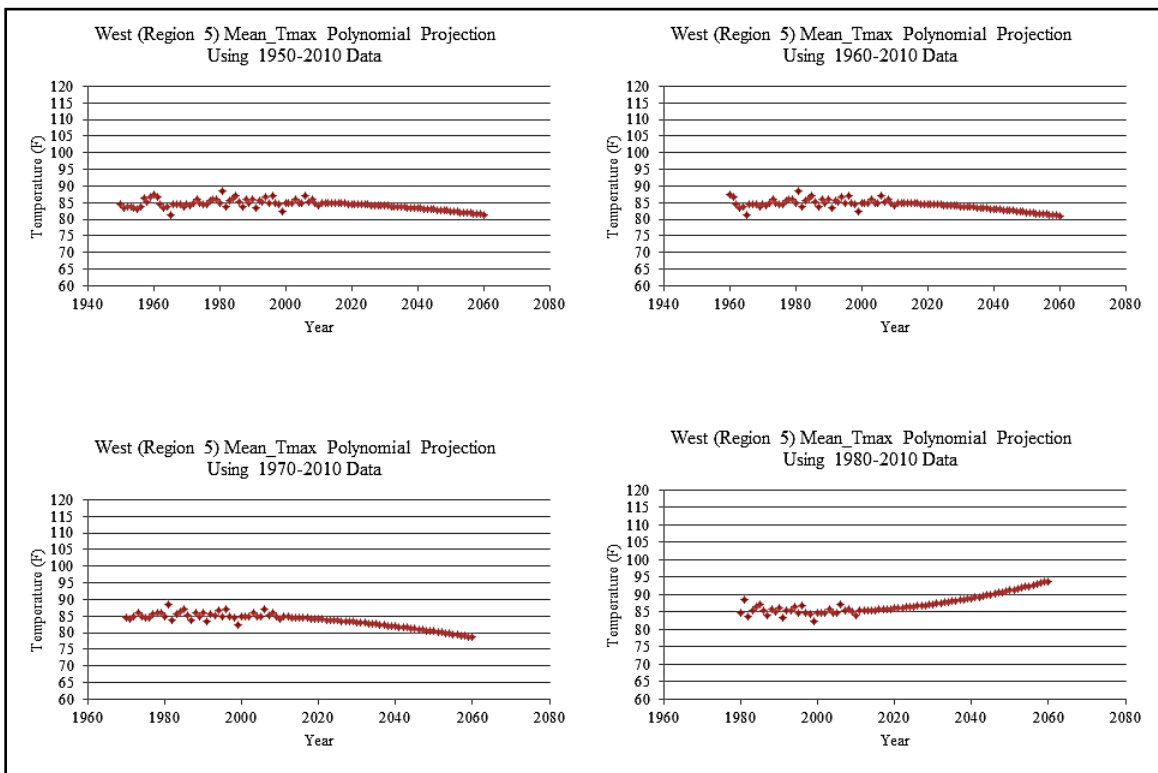 West (Region 5) Mean_Tmax Polynomial Projection
Using 1950-2010 Data
Temperature (F)
120
115
110
105
100
95
90
85
80
75
70
65
60
1940 1960 1980 2000 2020 2040 2060 2080
Year
West (Region 5) Mean_Tmax Polynomial Projection
Using 1960-2010 Data
Temperature (F)
120
115
110
105
100
95
90
85
80
75
70
65
60
1940 1960 1980 2000 2020 2040 2060 2080
Year
West (Region 5) Mean_Tmax Polynomial Projection
Using 1970-2010 Data
Temperature (F)
120
115
110
105
100
95
90
85
80
75
70
65
60
1960 1980 2000 2020 2040 2060 2080
Year
West (Region 5) Mean_Tmax Polynomial Projection
Using 1980-2010 Data
Temperature (F)
120
115
110
105
100
95
90
85
80
75
70
65
60
1960 1980 2000 2020 2040 2060 2080
Year